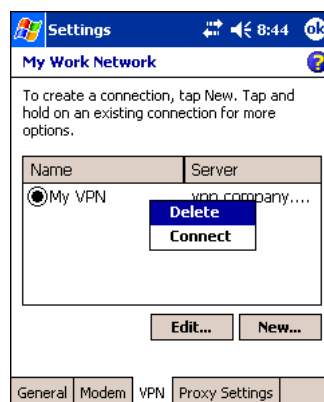 Settings 8:44 ok
My Work Network ?
To create a connection, tap New. Tap and
hold on an existing connection for more
options.
Name Server
My VPN vpn.company....
Delete
Connect
Edit... New...
General Modem VPN Proxy Settings